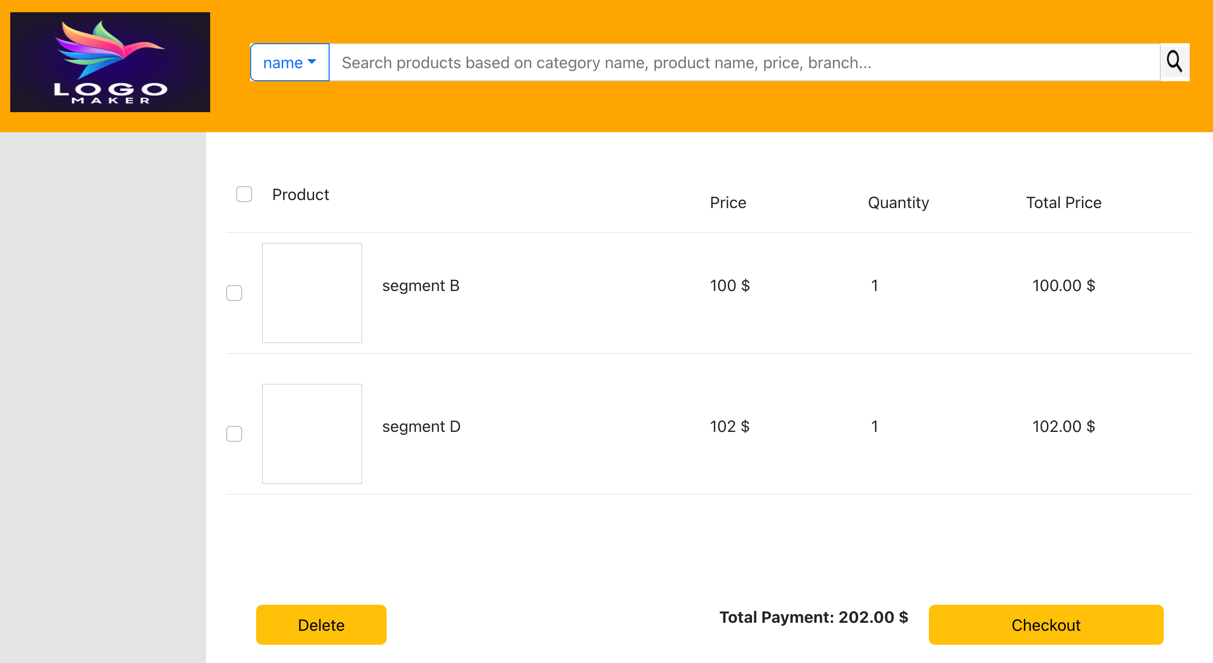 LOGO
MAKER
name Search products based on category name, product name, price, branch...
Product Price Quantity Total Price
segment B 100 $ 1 100.00 $
segment D 102 $ 1 102.00 $
Delete Total Payment: 202.00 $ Checkout